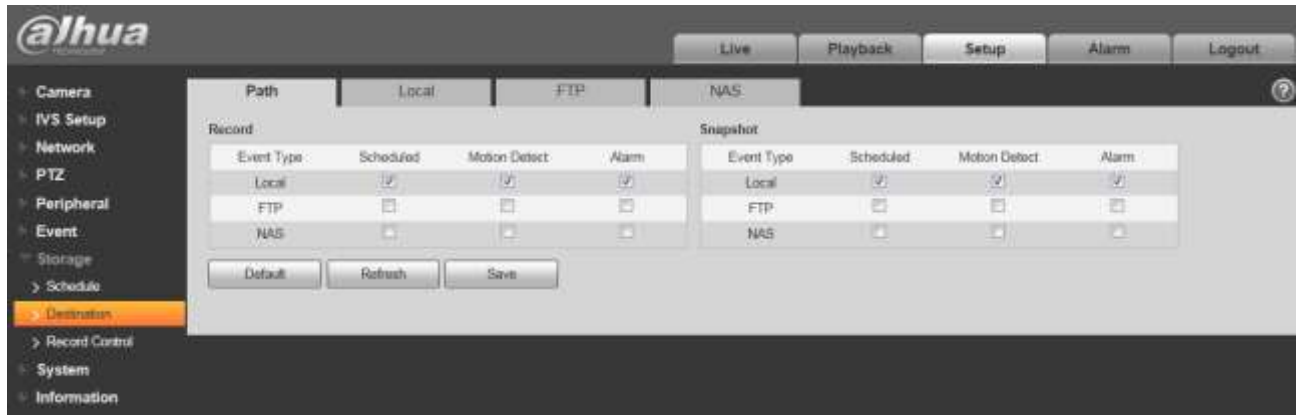 alhua
TECHNOLOGY
Live Playback Setup Alarm Logout
Camera
IVS Setup
Network
PTZ
Peripheral
Event
Storage
Schedule
Destination
Record Control
System
Information
Path Local FTP NAS
Record
Event Type Scheduled Motion Detect Alarm
Local
FTP
NAS
Default Refresh Save
Snapshot
Event Type Scheduled Motion Detect Alarm
Local
FTP
NAS